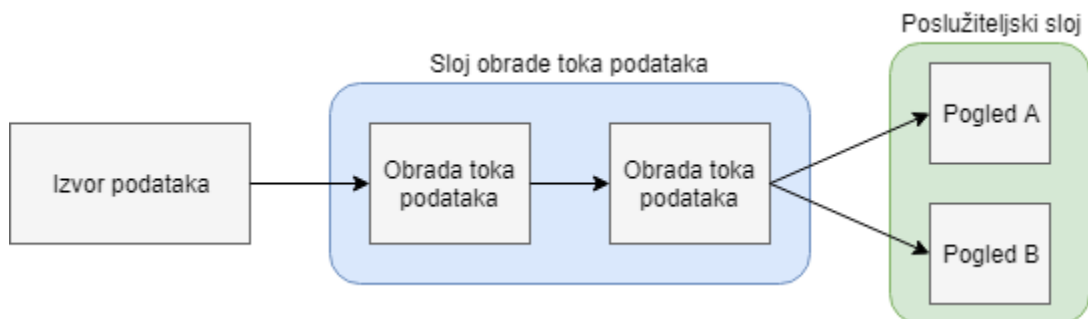 Poslužiteljski sloj
Sloj obrade toka podataka
Izvor podataka
Obrada toka
podataka
Obrada toka
podataka
Pogled A
Pogled B